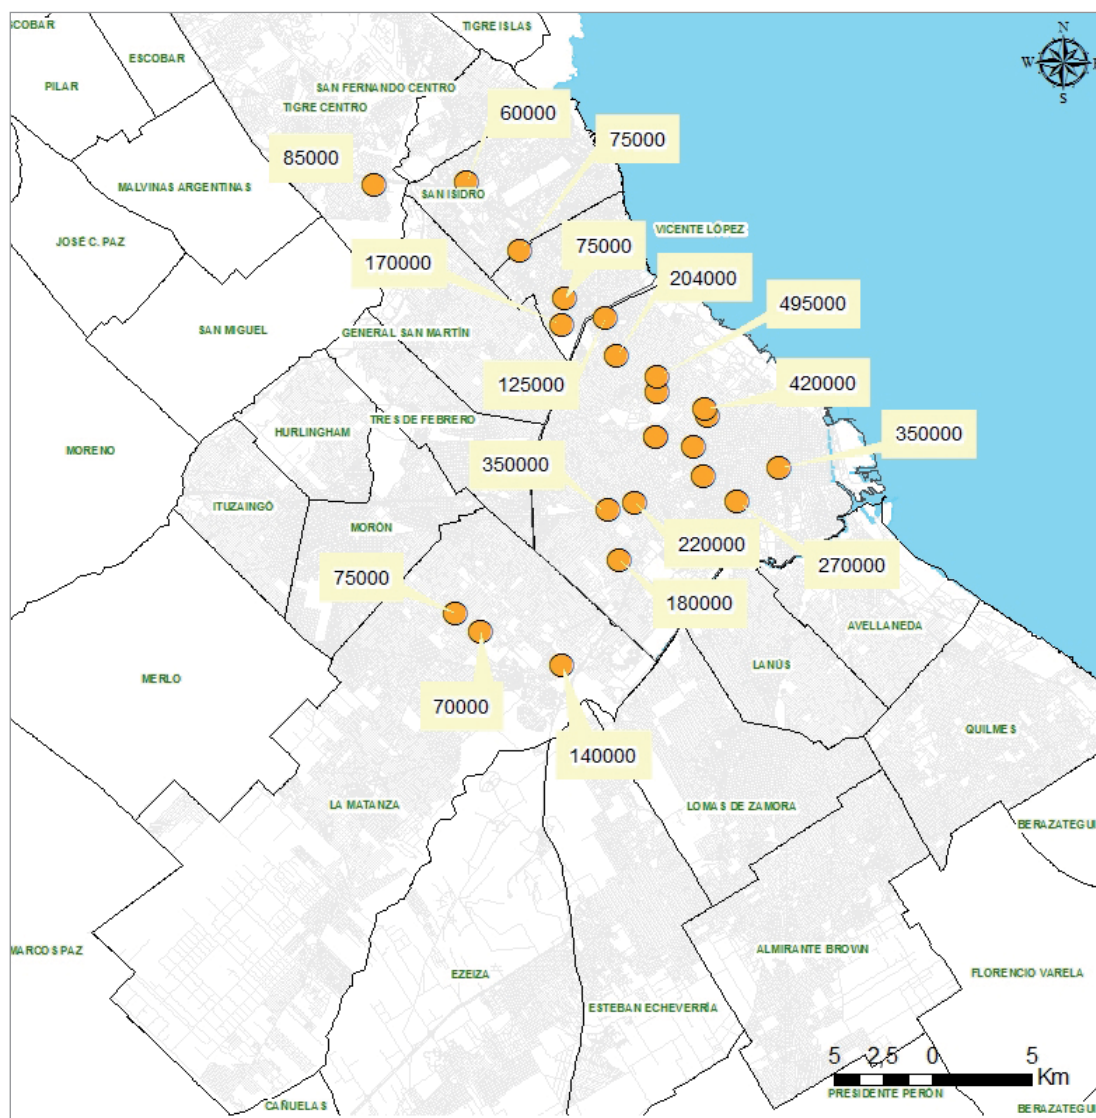 SCOBAR
TIGRE ISLAS
N
ESCOBAR
W
E
S
PILAR
SAN FERNANDO CENTRO
TIGRE CENTRO
60000
75000
85000
MALVINAS ARGENTINAS
SAN ISIDRO
JOSÉ C. PAZ
VICENTE LÓPEZ
75000
170000
204000
495000
SAN MIGUEL
GENERAL SAN MARTÍN
125000
420000
TRES DE FEBRERO
HURLINGHAM
350000
MORENO
350000
ITUZAINGÓ
MORÓN
220000
270000
75000
180000
AVELLANEDA
LANÚS
MERLO
70000
QUILMES
140000
LA MATANZA
LOMAS DE ZAMORA
BERAZATEGUI
MARCOS PAZ
ALMIRANTE BROWN
EZEIZA
FLORENCIO VARELA
ESTEBAN ECHEVERRÍA
5 2,5 0 5
Km
PRESIDENTE PERÓN
CAÑUELAS
BERAZATEGUI